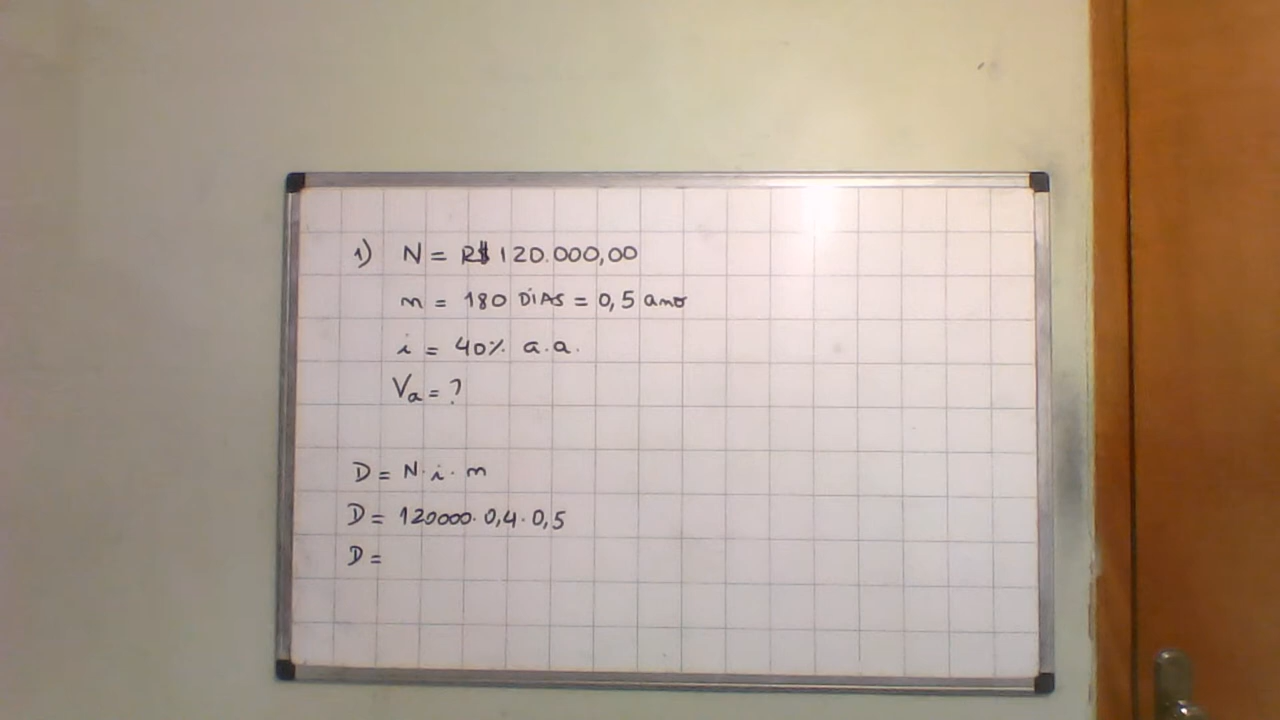 1) N = R$ 120.000,00
n = 180 DIAS = 0,5 ano
i = 40% a.a.
Va = ?
D = N. i. n
D = 120000. 0,4. 0,5
D =